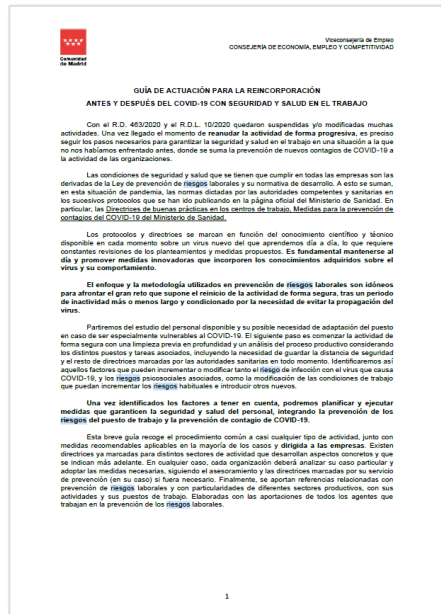 Comunidad
de Madrid
Viceconsejería de Empleo
CONSEJERÍA DE ECONOMÍA, EMPLEO Y COMPETITIVIDAD
GUÍA DE ACTUACIÓN PARA LA REINCORPORACIÓN
ANTES Y DESPUÉS DEL COVID-19 CON SEGURIDAD Y SALUD EN EL TRABAJO
Con el R.D. 463/2020 y el R.D.L. 10/2020 quedaron suspendidas y/o modificadas muchas
actividades. Una vez llegado el momento de reanudar la actividad de forma progresiva, es preciso
seguir los pasos necesarios para garantizar la seguridad y salud en el trabajo en una situación a la que
no nos habíamos enfrentado antes, donde se suma la prevención de nuevos contagios de COVID-19 a
la actividad de las organizaciones.
Las condiciones de seguridad y salud que se tienen que cumplir en todas las empresas son las
derivadas de la Ley de prevención de riesgos laborales y su normativa de desarrollo. A esto se suman,
en esta situación de pandemia, las normas dictadas por las autoridades competentes y sanitarias en
los sucesivos protocolos que se han ido publicando en la página oficial del Ministerio de Sanidad. En
particular, las Directrices de buenas prácticas en los centros de trabajo, Medidas para la prevención de
contagios del COVID-19 del Ministerio de Sanidad.
Los protocolos y directrices se marcan en función del conocimiento científico y técnico
disponible en cada momento sobre un virus nuevo del que aprendemos día a día, lo que requiere
constantes revisiones de los planteamientos y medidas propuestos. Es fundamental mantenerse al
día y promover medidas innovadoras que incorporen los conocimientos adquiridos sobre el
virus y su comportamiento.
El enfoque y la metodología utilizados en prevención de riesgos laborales son idóneos
para afrontar el gran reto que supone el reinicio de la actividad de forma segura, tras un periodo
de inactividad más o menos largo y condicionado por la necesidad de evitar la propagación del
virus.
Partiremos del estudio del personal disponible y su posible necesidad de adaptación del puesto
en caso de ser especialmente vulnerables al COVID-19. El siguiente paso es comenzar la actividad de
forma segura con una limpieza previa en profundidad y un análisis del proceso productivo considerando
los distintos puestos y tareas asociados, incluyendo la necesidad de guardar la distancia de seguridad
y el resto de directrices marcadas por las autoridades sanitarias en todo momento. Identificaremos así
aquellos factores que pueden incrementar o modificar tanto el riesgo de infección con el virus que causa
COVID-19, y los riesgos psicosociales asociados, como la modificación de las condiciones de trabajo
que puedan incrementar los riesgos habituales e introducir otros nuevos.
Una vez identificados los factores a tener en cuenta, podremos planificar y ejecutar
medidas que garanticen la seguridad y salud del personal, integrando la prevención de los
riesgos del puesto de trabajo y la prevención de contagio de COVID-19.
Esta breve guía recoge el procedimiento común a casi cualquier tipo de actividad, junto con
medidas recomendables aplicables en la mayoría de los casos y dirigida a las empresas. Existen
directrices ya marcadas para distintos sectores de actividad que desarrollan aspectos concretos y que
se indican más adelante. En cualquier caso, cada organización deberá analizar su caso particular y
adoptar las medidas necesarias, siguiendo el asesoramiento y las directrices marcadas por su servicio
de prevención (en su caso) si fuera necesario. Finalmente, se aportan referencias relacionadas con
prevención de riesgos laborales y con particularidades de diferentes sectores productivos, con sus
actividades y sus puestos de trabajo. Elaboradas con las aportaciones de todos los agentes que
trabajan en la prevención de los riesgos laborales.
1